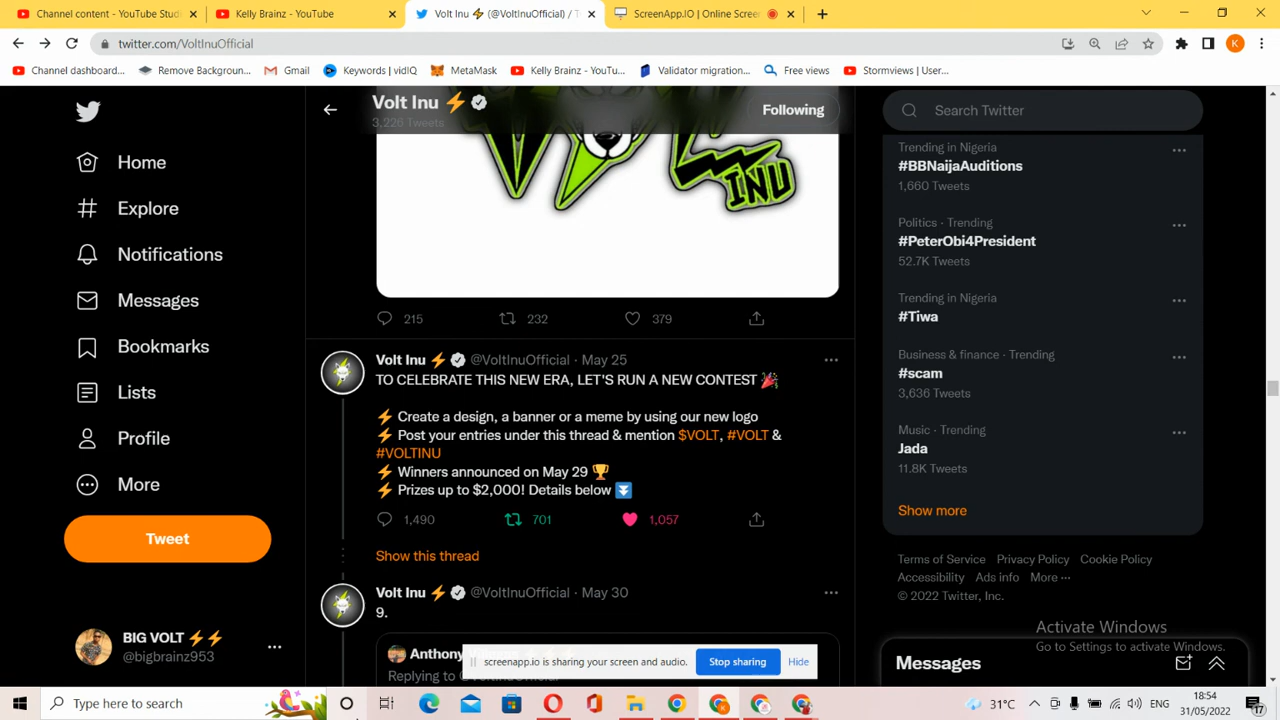 Channel content - YouTube Studi
Kelly Brainz - YouTube
Volt Inu ⚡ (@VoltInuOfficial) / T
ScreenApp.IO | Online Scree
twitter.com/VoltInuOfficial
Channel dashboard...
Remove Backgroun...
Gmail
Keywords | vidIQ
MetaMask
Kelly Brainz - YouTu...
Validator migration...
Free views
Stormviews | User...
K
Home
Explore
Notifications
Messages
Bookmarks
Lists
Profile
More
Tweet
BIG VOLT ⚡⚡
@bigbrainz953
Volt Inu ⚡
3,226 Tweets
Following
INU
215 232 379
Volt Inu ⚡ @VoltInuOfficial · May 25
TO CELEBRATE THIS NEW ERA, LET'S RUN A NEW CONTEST 🎉
⚡ Create a design, a banner or a meme by using our new logo
⚡ Post your entries under this thread & mention $VOLT, #VOLT &
#VOLTINU
⚡ Winners announced on May 29 🏆
⚡ Prizes up to $2,000! Details below ⏬
1,490 701 1,057
Show this thread
Volt Inu ⚡ @VoltInuOfficial · May 30
9.
Anthony
Replying to
screenapp.io is sharing your screen and audio.
Stop sharing
Hide
Search Twitter
Trending in Nigeria
#BBNaijaAuditions
1,660 Tweets
Politics · Trending
#PeterObi4President
52.7K Tweets
Trending in Nigeria
#Tiwa
Business & finance · Trending
#scam
3,636 Tweets
Music · Trending
Jada
11.8K Tweets
Show more
Terms of Service Privacy Policy Cookie Policy
Accessibility Ads info More ···
© 2022 Twitter, Inc.
Activate Windows
Go to Settings to activate Windows.
Messages
Type here to search
31°C
ENG
18:54
31/05/2022
17